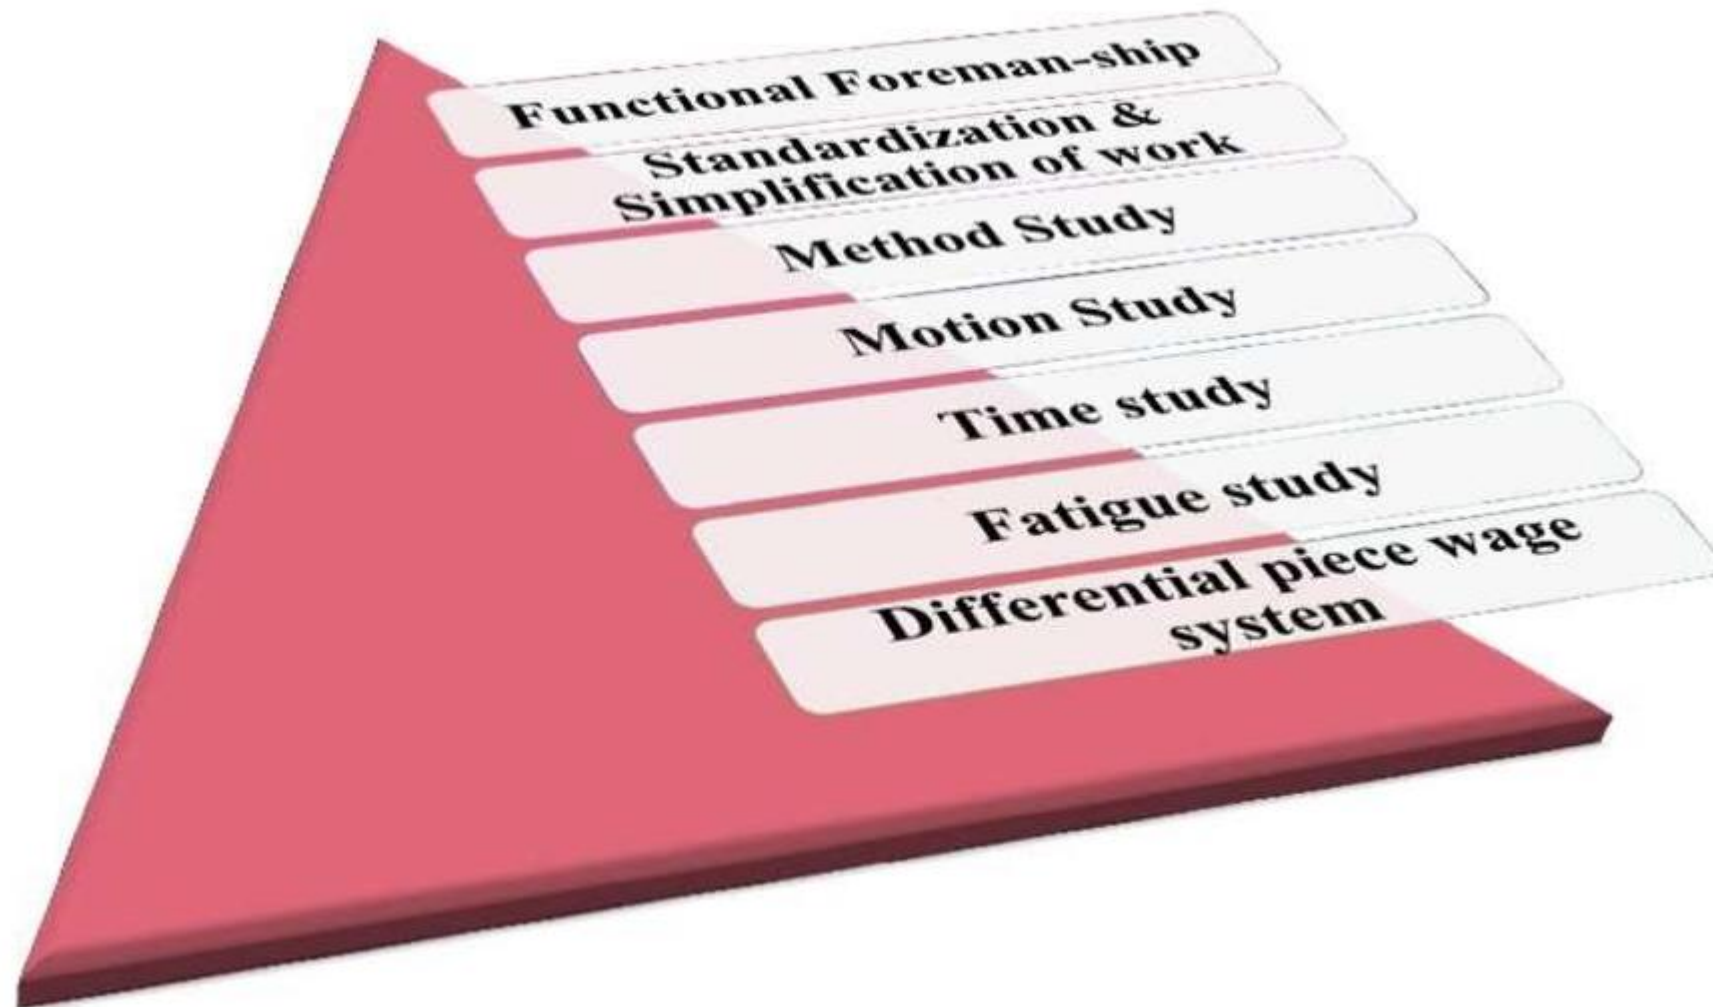 Functional Foreman-ship
Standardization &
Simplification of work
Method Study
Motion Study
Time study
Fatigue study
Differential piece wage
system